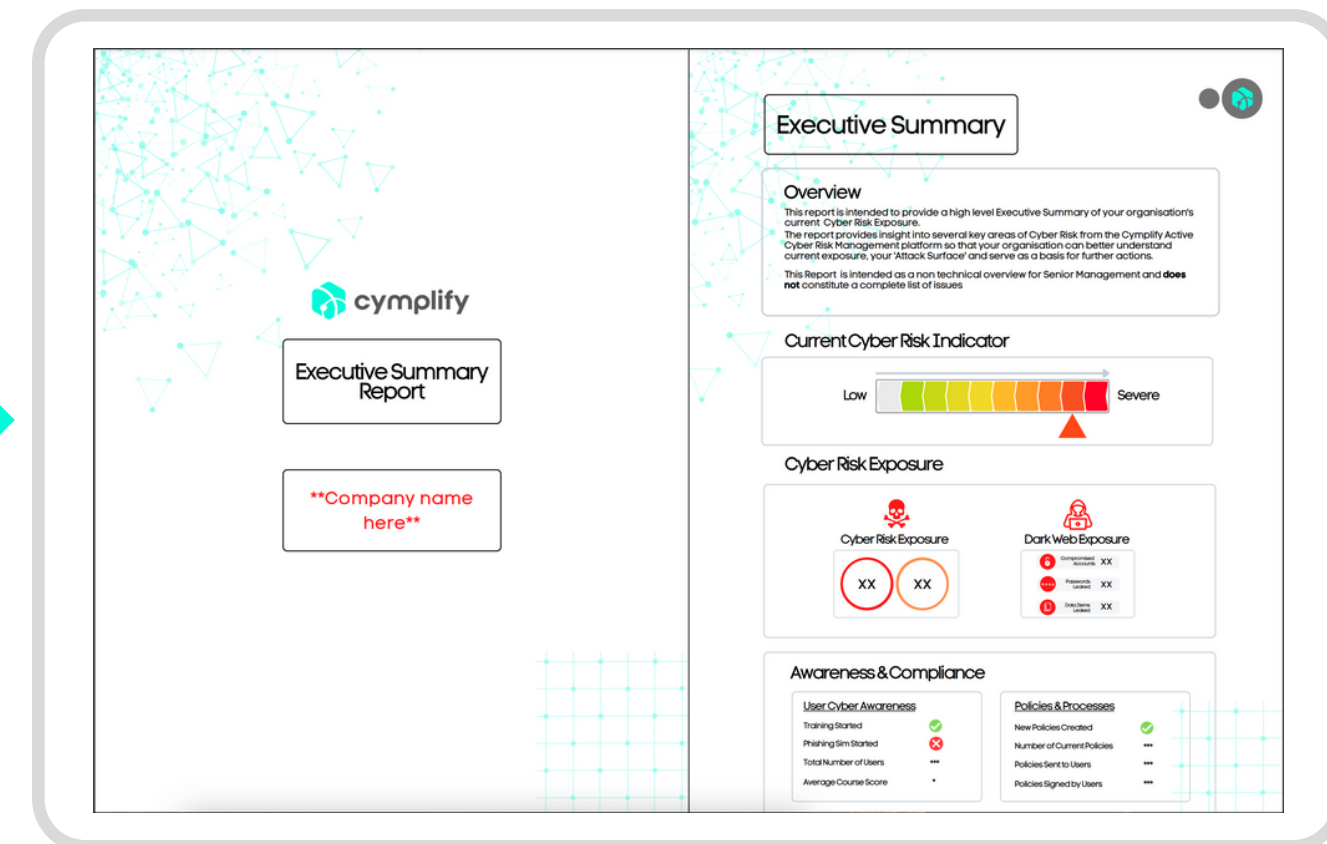 cymplify
Executive Summary
Report
**Company name
here**
Executive Summary
Overview
This report is intended to provide a high level Executive Summary of your organisation's
current Cyber Risk Exposure.
The report provides insight into several key areas of Cyber Risk from the Cymplify Active
Cyber Risk Management platform so that your organisation can better understand
current exposure, your 'Attack Surface' and serve as a basis for further actions.
This Report is intended as a non technical overview for Senior Management and does
not constitute a complete list of issues
Current Cyber Risk Indicator
Low
Severe
Cyber Risk Exposure
Cyber Risk Exposure
XX
XX
Dark Web Exposure
Compromised
Accounts XX
Passwords
Leaked XX
Data Items
Leaked XX
Awareness & Compliance
User Cyber Awareness
Training Started
Phishing Sim Started
Total Number of Users ***
Average Course Score *
Policies & Processes
New Policies Created
Number of Current Policies ***
Policies Sent to Users ***
Policies Signed by Users ***